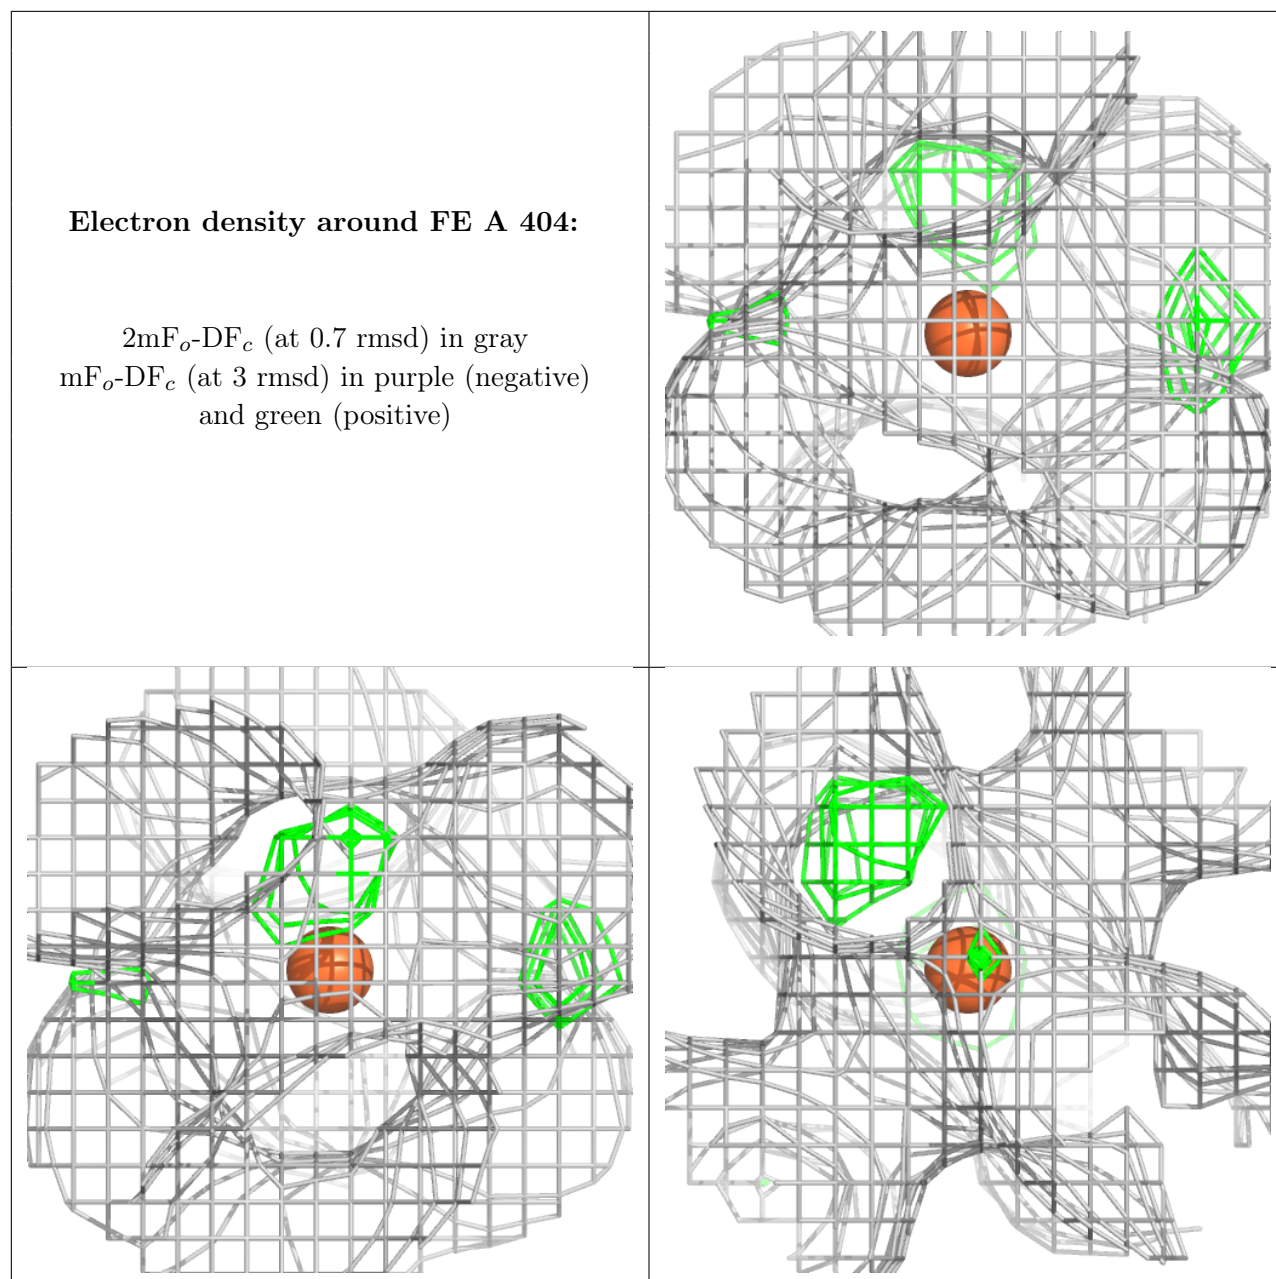 Electron density around FE A 404:
2mFo-DFc (at 0.7 rmsd) in gray
mFo-DFc (at 3 rmsd) in purple (negative)
and green (positive)